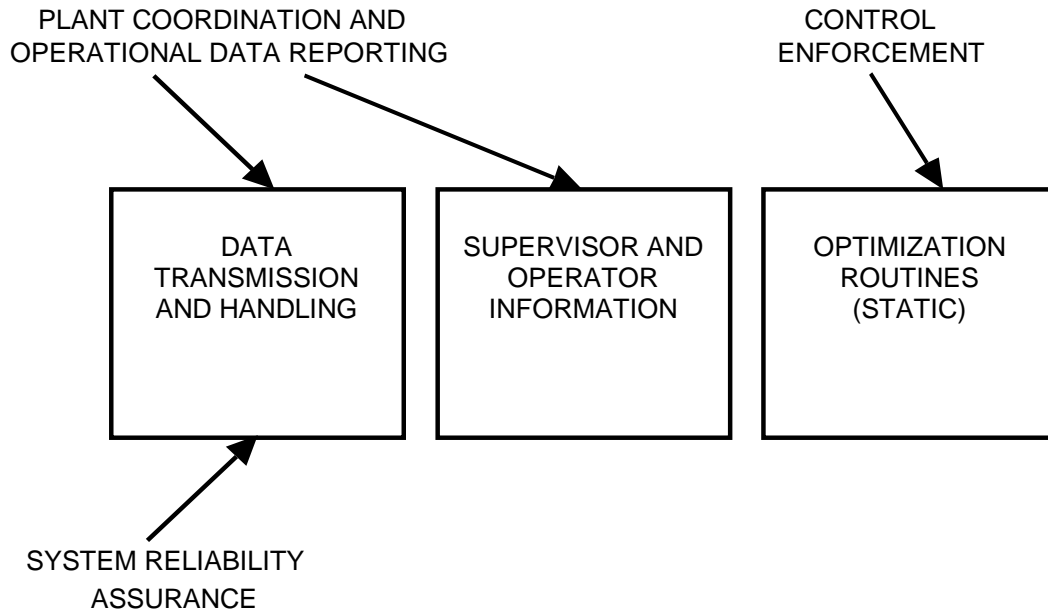 PLANT COORDINATION AND
OPERATIONAL DATA REPORTING
CONTROL
ENFORCEMENT
DATA
TRANSMISSION
AND HANDLING
SUPERVISOR AND
OPERATOR
INFORMATION
OPTIMIZATION
ROUTINES
(STATIC)
SYSTEM RELIABILITY
ASSURANCE